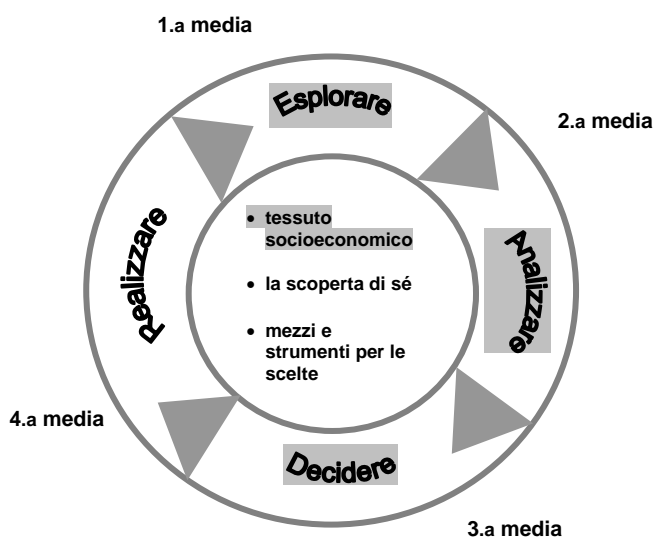 1.a media
Esplorare
2.a media
Analizzare
• tessuto
socioeconomico
• la scoperta di sé
• mezzi e
strumenti per le
scelte
Realizzare
4.a media
Decidere
3.a media